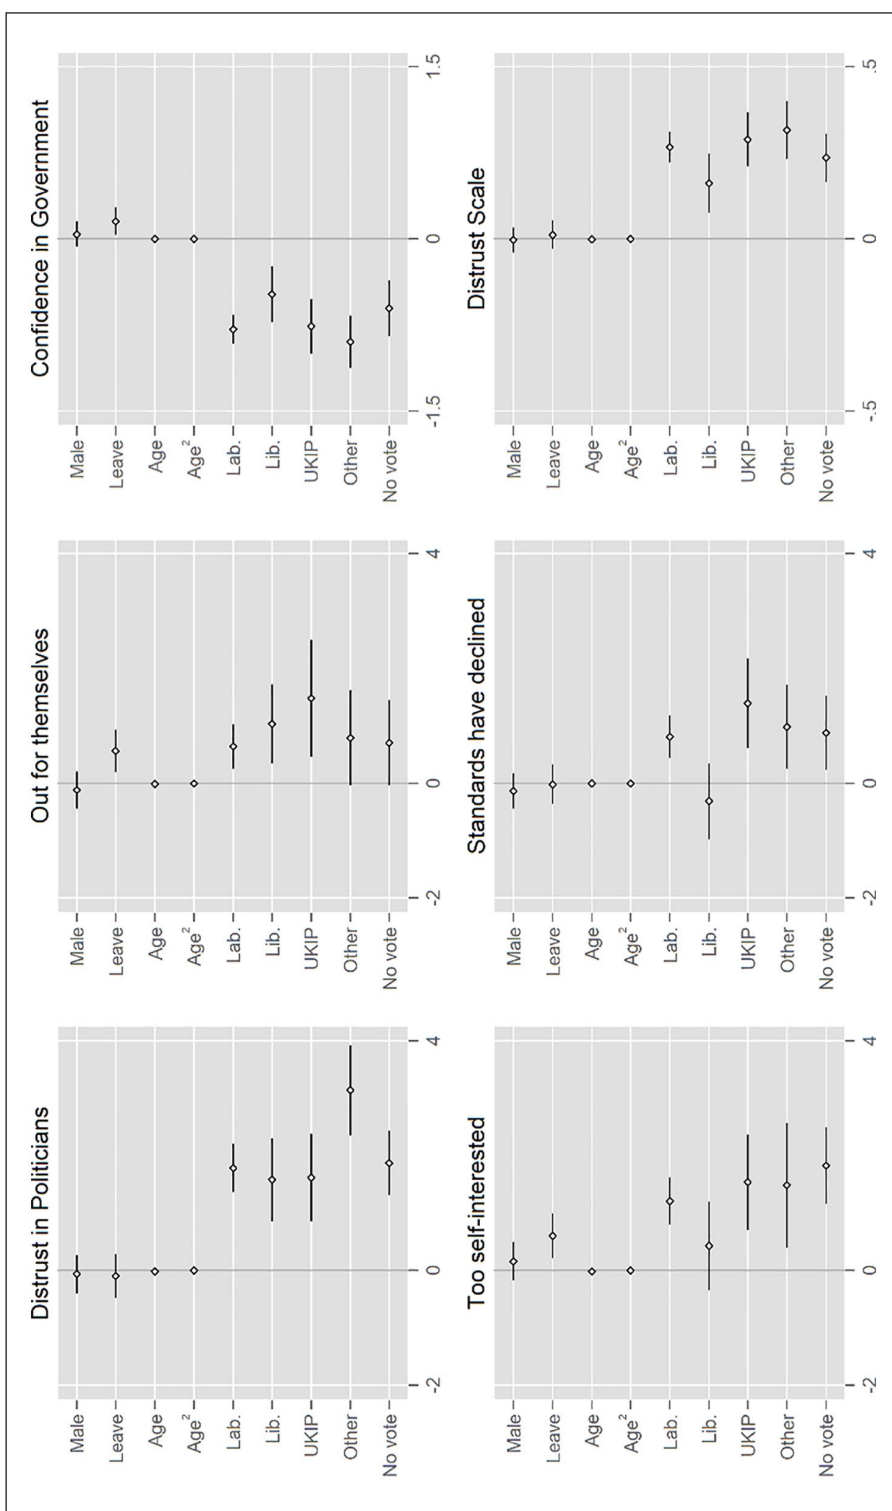 Distrust in Politicians
Male
Leave
Age
Age²
Lab.
Lib.
UKIP
Other
No vote
-2 0 4
Out for themselves
Male
Leave
Age
Age²
Lab.
Lib.
UKIP
Other
No vote
-2 0 4
Confidence in Government
Male
Leave
Age
Age²
Lab.
Lib.
UKIP
Other
No vote
-1.5 0 1.5
Too self-interested
Male
Leave
Age
Age²
Lab.
Lib.
UKIP
Other
No vote
-2 0 4
Standards have declined
Male
Leave
Age
Age²
Lab.
Lib.
UKIP
Other
No vote
-2 0 4
Distrust Scale
Male
Leave
Age
Age²
Lab.
Lib.
UKIP
Other
No vote
-.5 0 .5